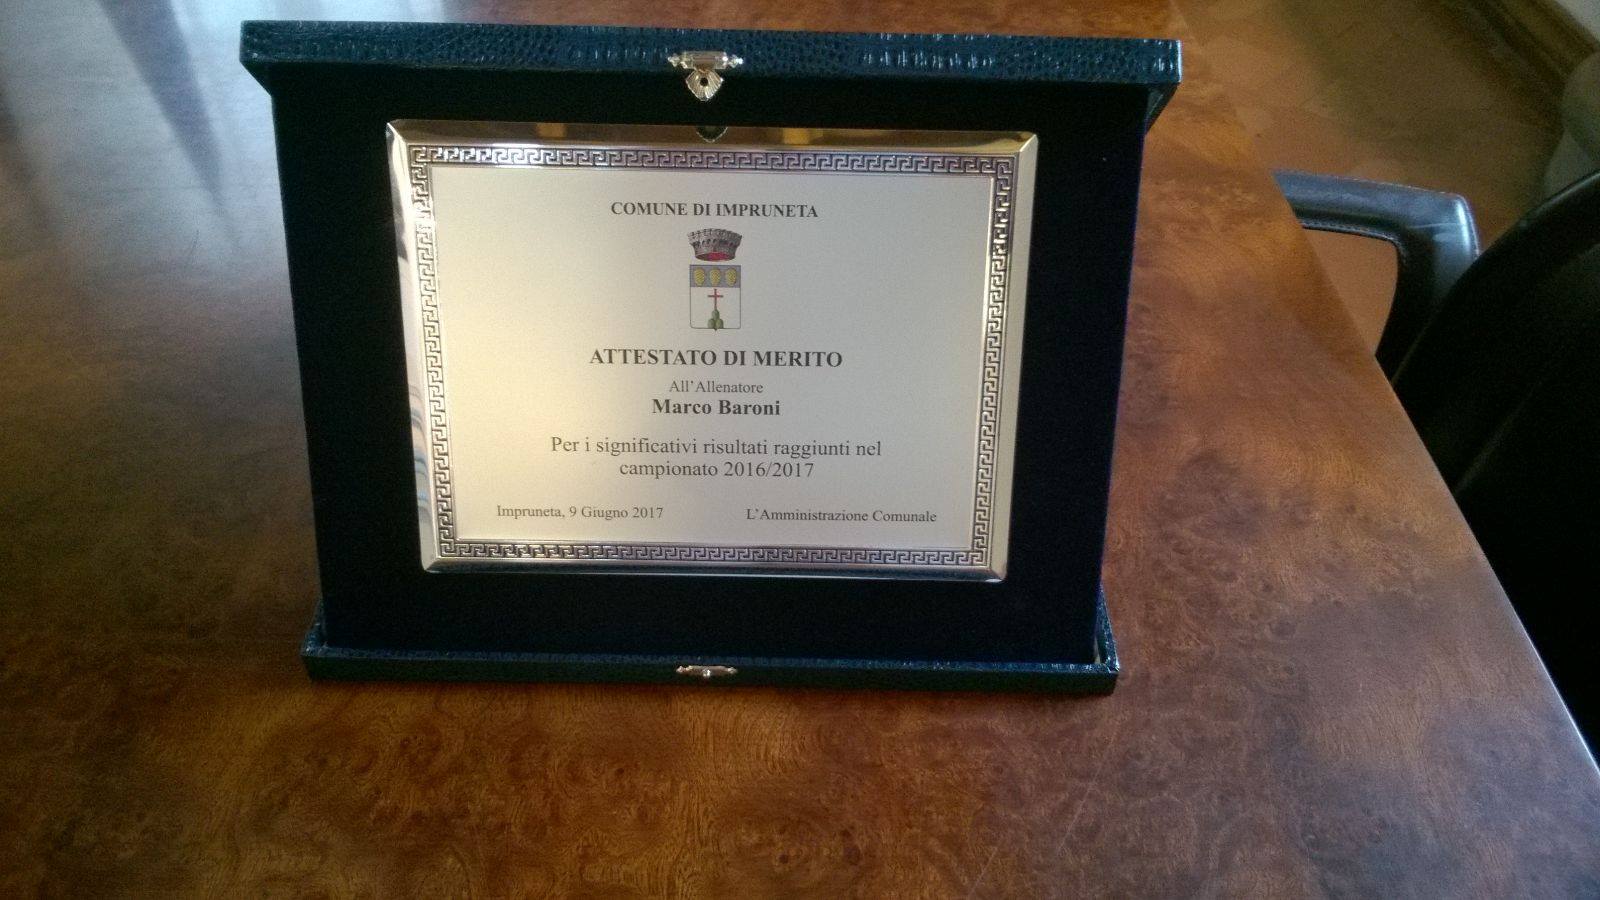 COMUNE DI IMPRUNETA
ATTESTATO DI MERITO
All'Allenatore
Marco Baroni
Per i significativi risultati raggiunti nel
campionato 2016/2017
Impruneta, 9 Giugno 2017 L'Amministrazione Comunale